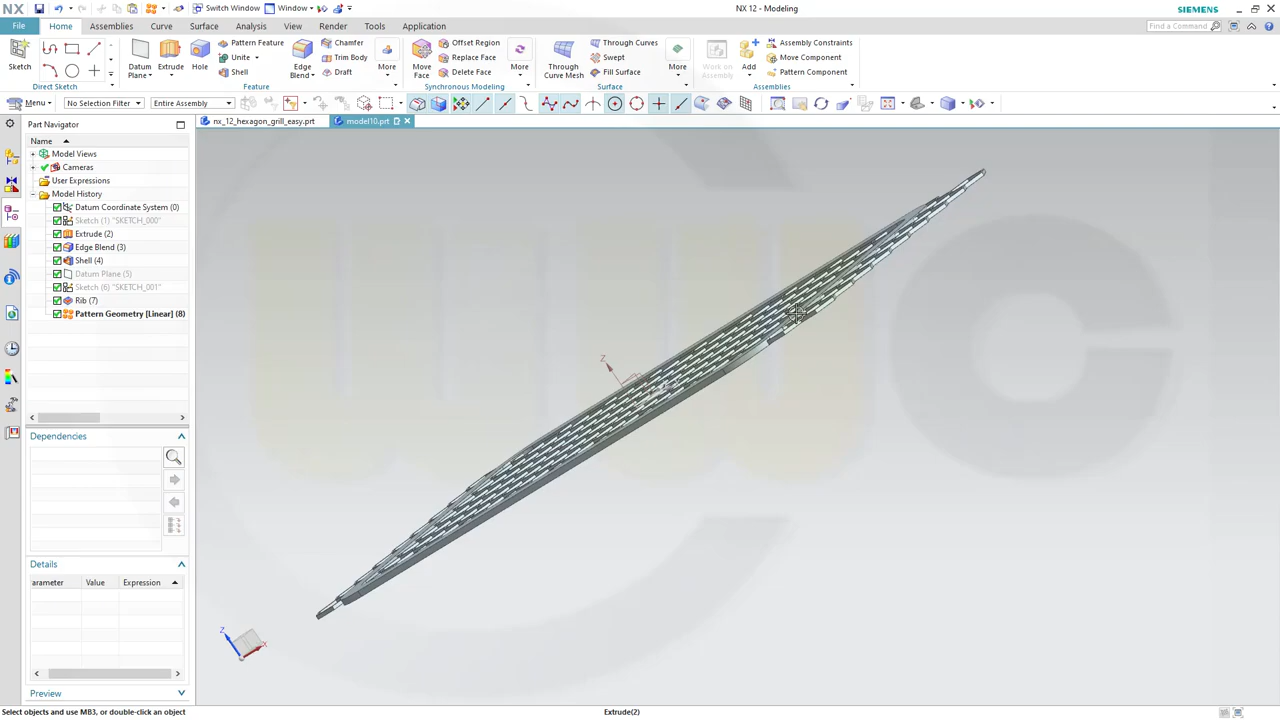 NX
Switch Window
Window
NX 12 - Modeling
SIEMENS
File
Home
Assemblies
Curve
Surface
Analysis
View
Render
Tools
Application
Find a Command
Sketch
Direct Sketch
Datum Plane
Extrude
Hole
Pattern Feature
Unite
Shell
Edge Blend
Chamfer
Trim Body
Draft
More
Feature
Move Face
Offset Region
Replace Face
Delete Face
More
Synchronous Modeling
Through Curve Mesh
Through Curves
Swept
Fill Surface
More
Surface
Work on Assembly
Add
Assembly Constraints
Move Component
Pattern Component
Assemblies
Menu
No Selection Filter
Entire Assembly
Part Navigator
nx_12_hexagon_grill_easy.prt
model10.prt
Name
Model Views
Cameras
User Expressions
Model History
Datum Coordinate System (0)
Sketch (1) "SKETCH_000"
Extrude (2)
Edge Blend (3)
Shell (4)
Datum Plane (5)
Sketch (6) "SKETCH_001"
Rib (7)
Pattern Geometry [Linear] (8)
Z
Dependencies
Details
arameter
Value
Expression
Z
X
Preview
Select objects and use MB3, or double-click an object
Extrude(2)